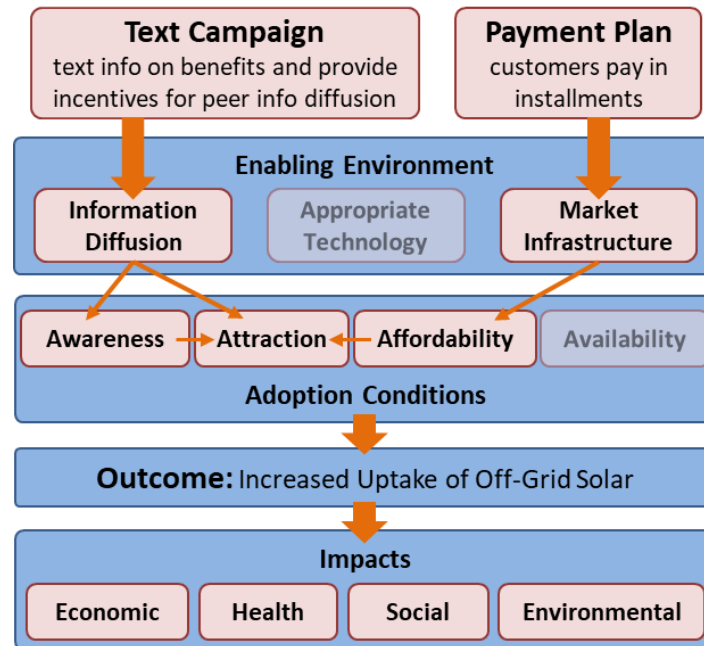 Text Campaign
text info on benefits and provide
incentives for peer info diffusion
Payment Plan
customers pay in
installments
Enabling Environment
Information
Diffusion
Appropriate
Technology
Market
Infrastructure
Awareness
Attraction
Affordability
Availability
Adoption Conditions
Outcome: Increased Uptake of Off-Grid Solar
Impacts
Economic
Health
Social
Environmental